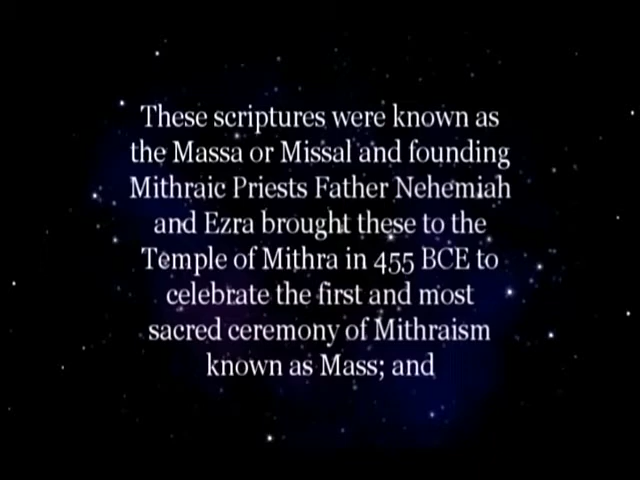 These scriptures were known as
the Massa or Missal and founding
Mithraic Priests Father Nehemiah
and Ezra brought these to the
Temple of Mithra in 455 BCE to
celebrate the first and most
sacred ceremony of Mithraism
known as Mass; and